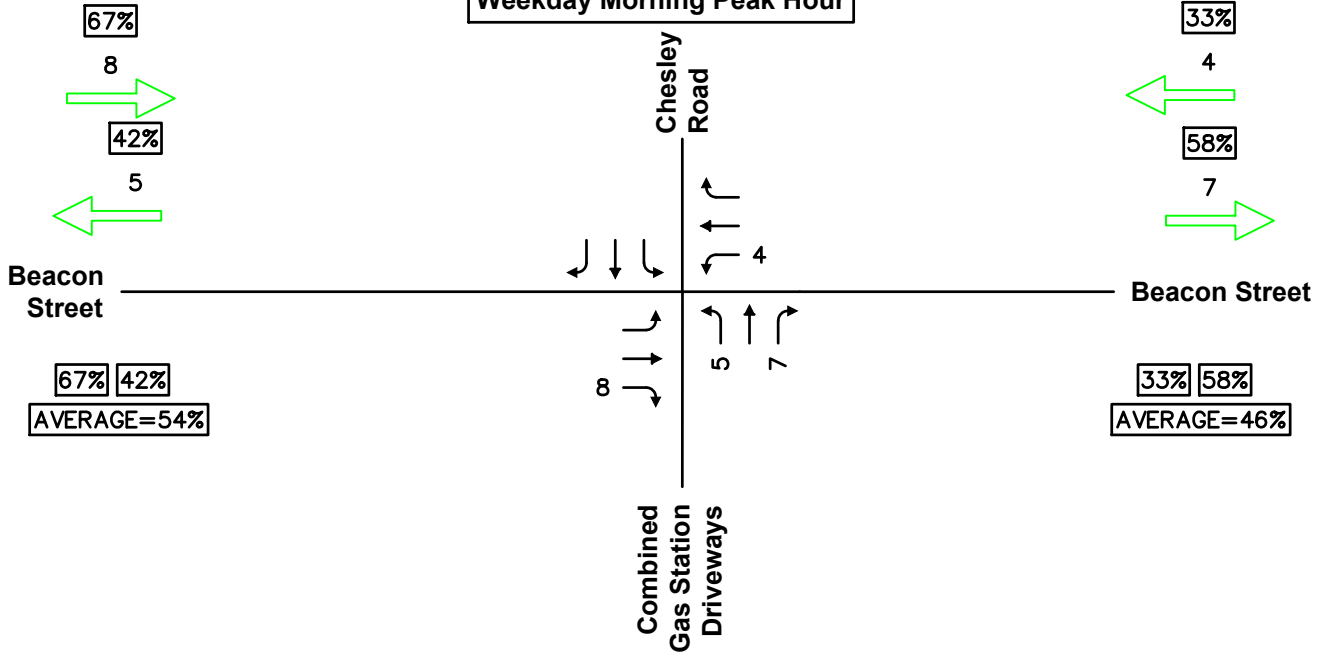 Weekday Morning Peak Hour
67%
8
42%
5
33%
4
58%
7
Chesley
Road
4
Beacon
Street
Beacon Street
8
5
7
67% 42%
AVERAGE=54%
33% 58%
AVERAGE=46%
Combined
Gas Station
Driveways